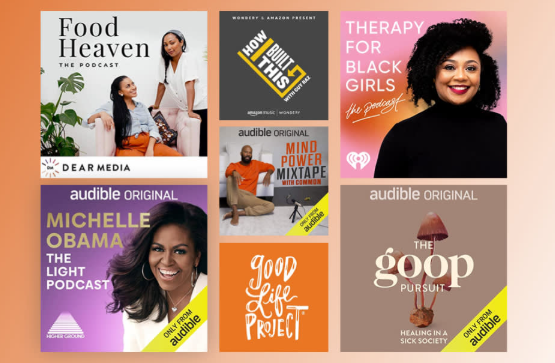 Food
Heaven
THE PODCAST
DM
DEAR MEDIA
WONDERY & AMAZON PRESENT
HOW
I BUILT
THIS
WITH GUY RAZ
amazon music | WONDERY
THERAPY
FOR
BLACK
GIRLS
the podcast
iHeart
audible ORIGINAL
MIND
POWER
MIXTAPE
WITH COMMON
ONLY FROM
audible
audible ORIGINAL
MICHELLE
OBAMA
THE
LIGHT
PODCAST
HIGHER GROUND
ONLY FROM
audible
GOOD
Life
PROJECT
audible ORIGINAL
THE
goop
PURSUIT
HEALING IN A
SICK SOCIETY
ONLY FROM
audible